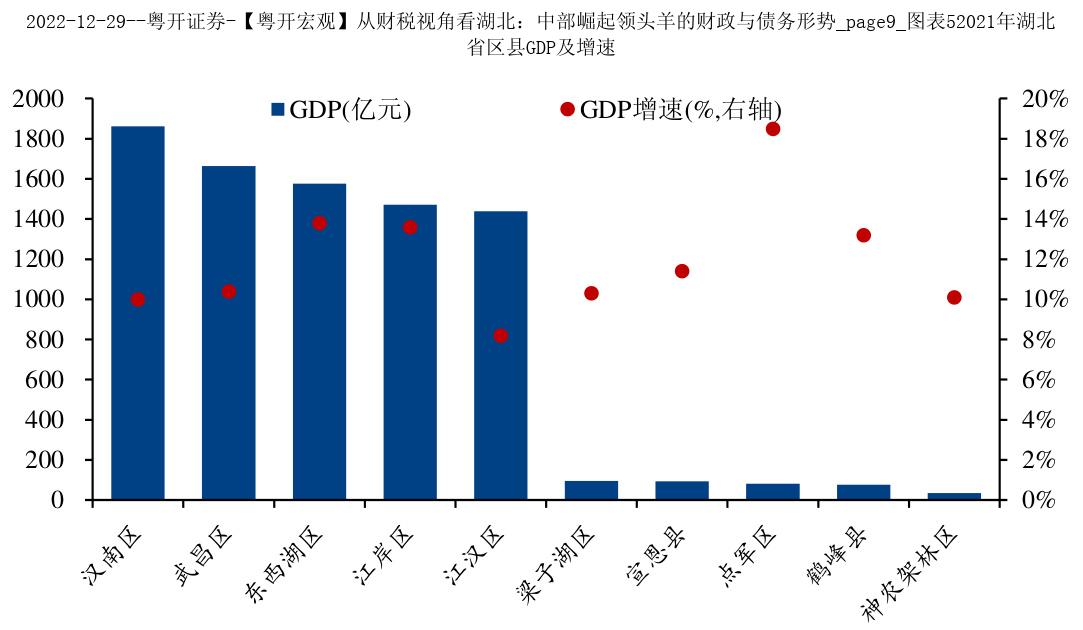 2022-12-29--粤开证券-【粤开宏观】从财税视角看湖北：中部崛起领头羊的财政与债务形势_page9_图表52021年湖北
省区县GDP及增速
GDP(亿元)
GDP增速(%,右轴)
2000
1800
1600
1400
1200
1000
800
600
400
200
0
20%
18%
16%
14%
12%
10%
8%
6%
4%
2%
0%
汉南区
武昌区
东西湖区
江岸区
江汉区
梁子湖区
宣恩县
点军区
鹤峰县
神农架林区